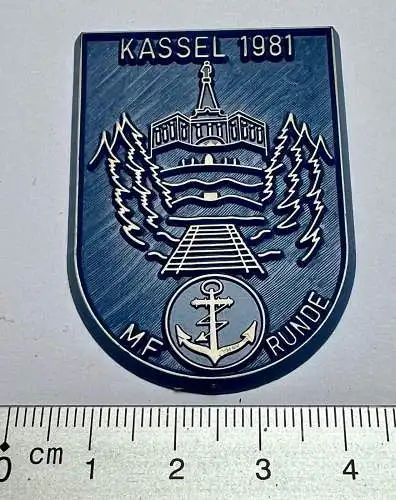 KASSEL 1981
MF RUNDE
0 cm 1 2 3 4